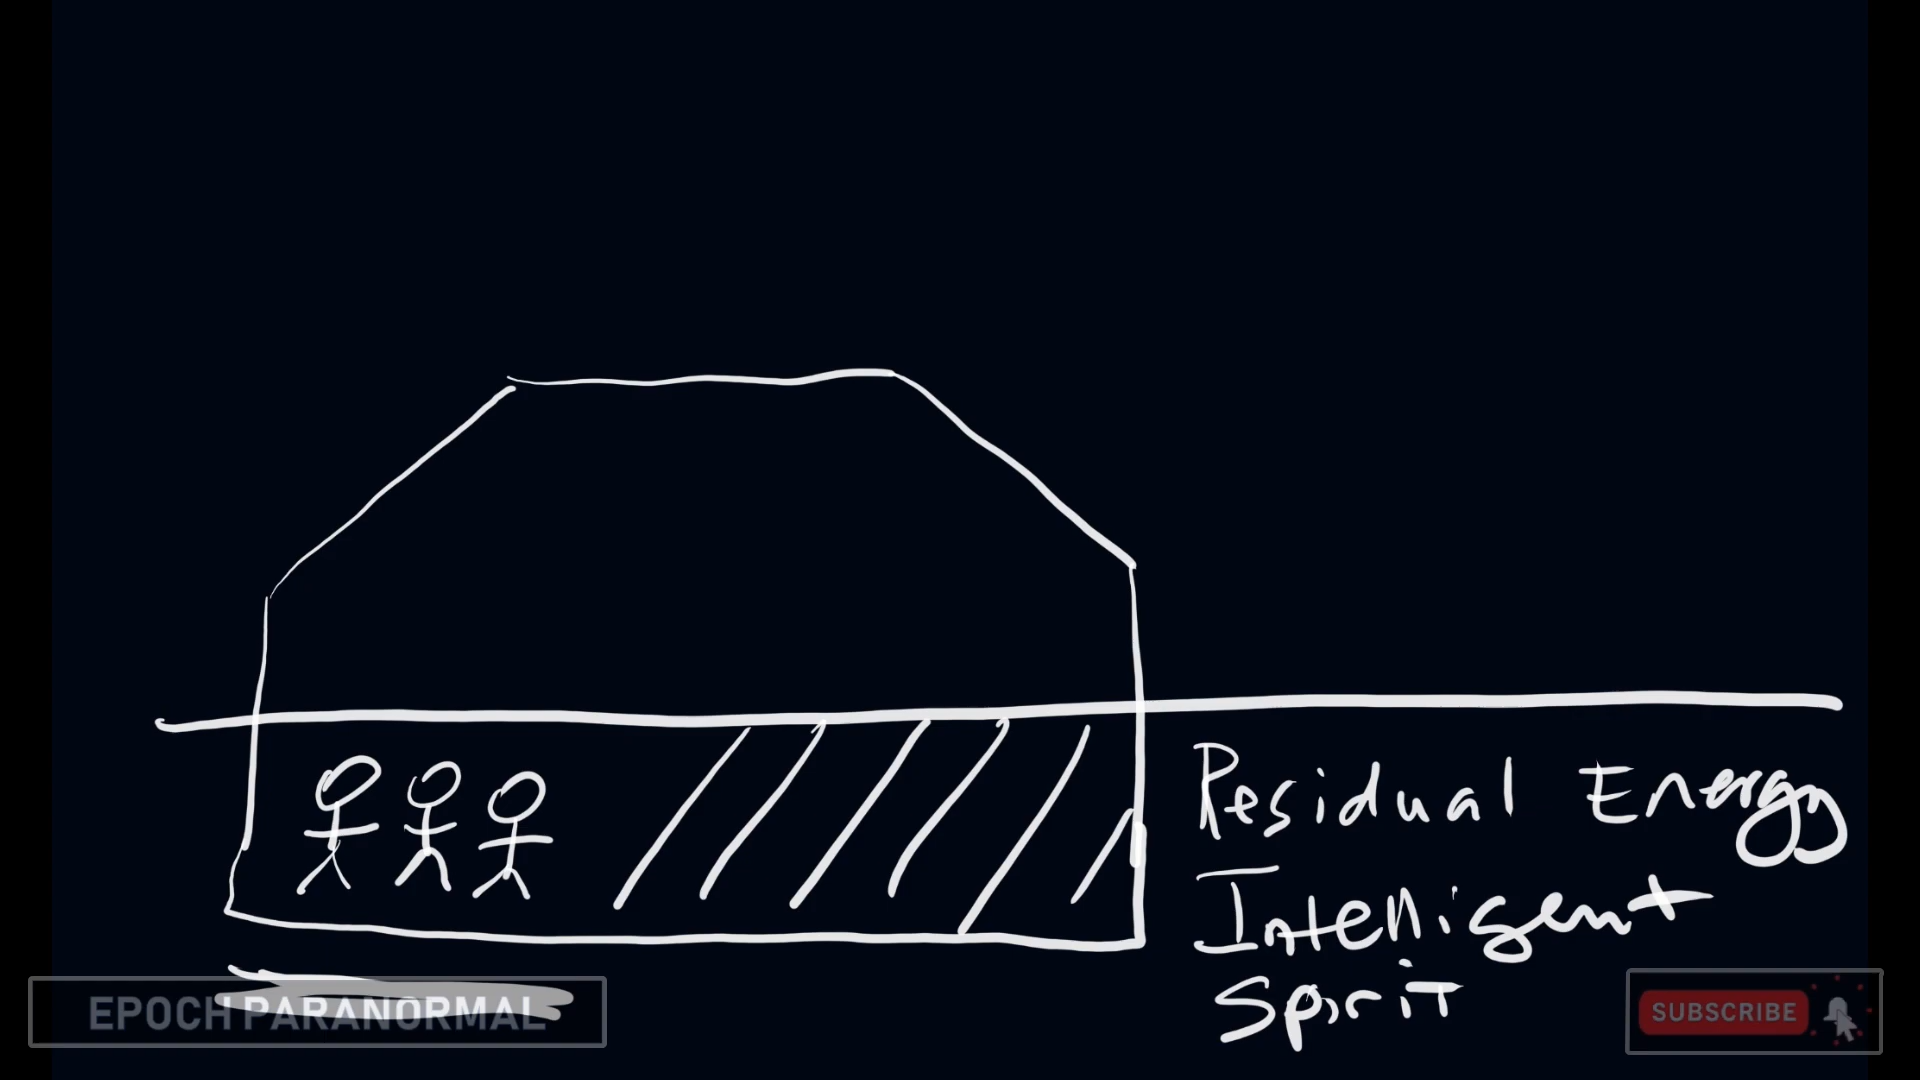 Residual Energy
Intelligent
Spirit
EPOCH PARANORMAL
SUBSCRIBE